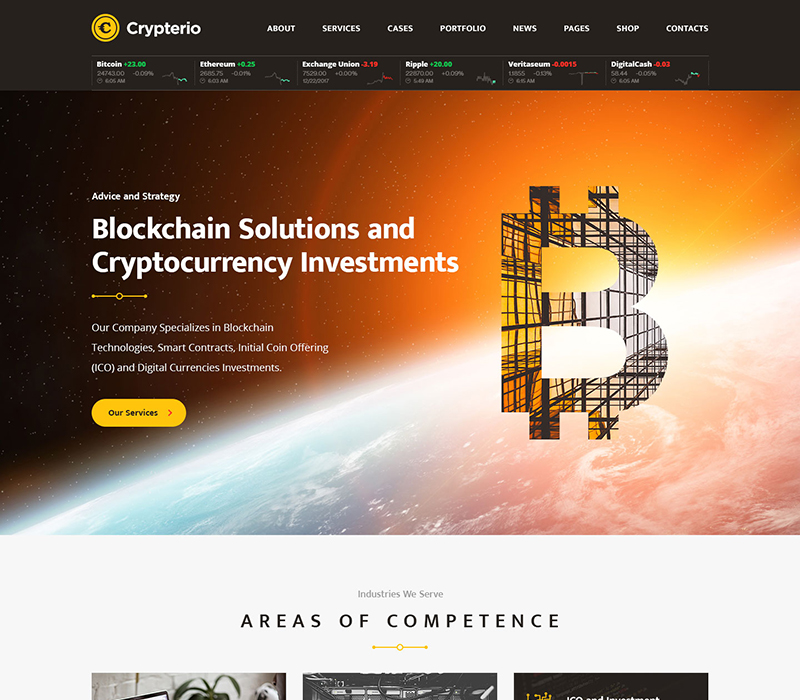 Crypterio
ABOUT SERVICES CASES PORTFOLIO NEWS PAGES SHOP CONTACTS
Bitcoin +23.00
24743.00 -0.09%
6:05 AM
Ethereum +0.25
2685.75 -0.01%
6:03 AM
Exchange Union -3.19
7529.00 +0.00%
12/22/2017
Ripple +20.00
22870.00 +0.09%
5:49 AM
Veritaseum -0.0015
1.1855 -0.13%
6:15 AM
DigitalCash -0.03
58.44 -0.05%
6:05 AM
Advice and Strategy
Blockchain Solutions and
Cryptocurrency Investments
Our Company Specializes in Blockchain
Technologies, Smart Contracts, Initial Coin Offering
(ICO) and Digital Currencies Investments.
Our Services
Industries We Serve
AREAS OF COMPETENCE
ICO and Investment